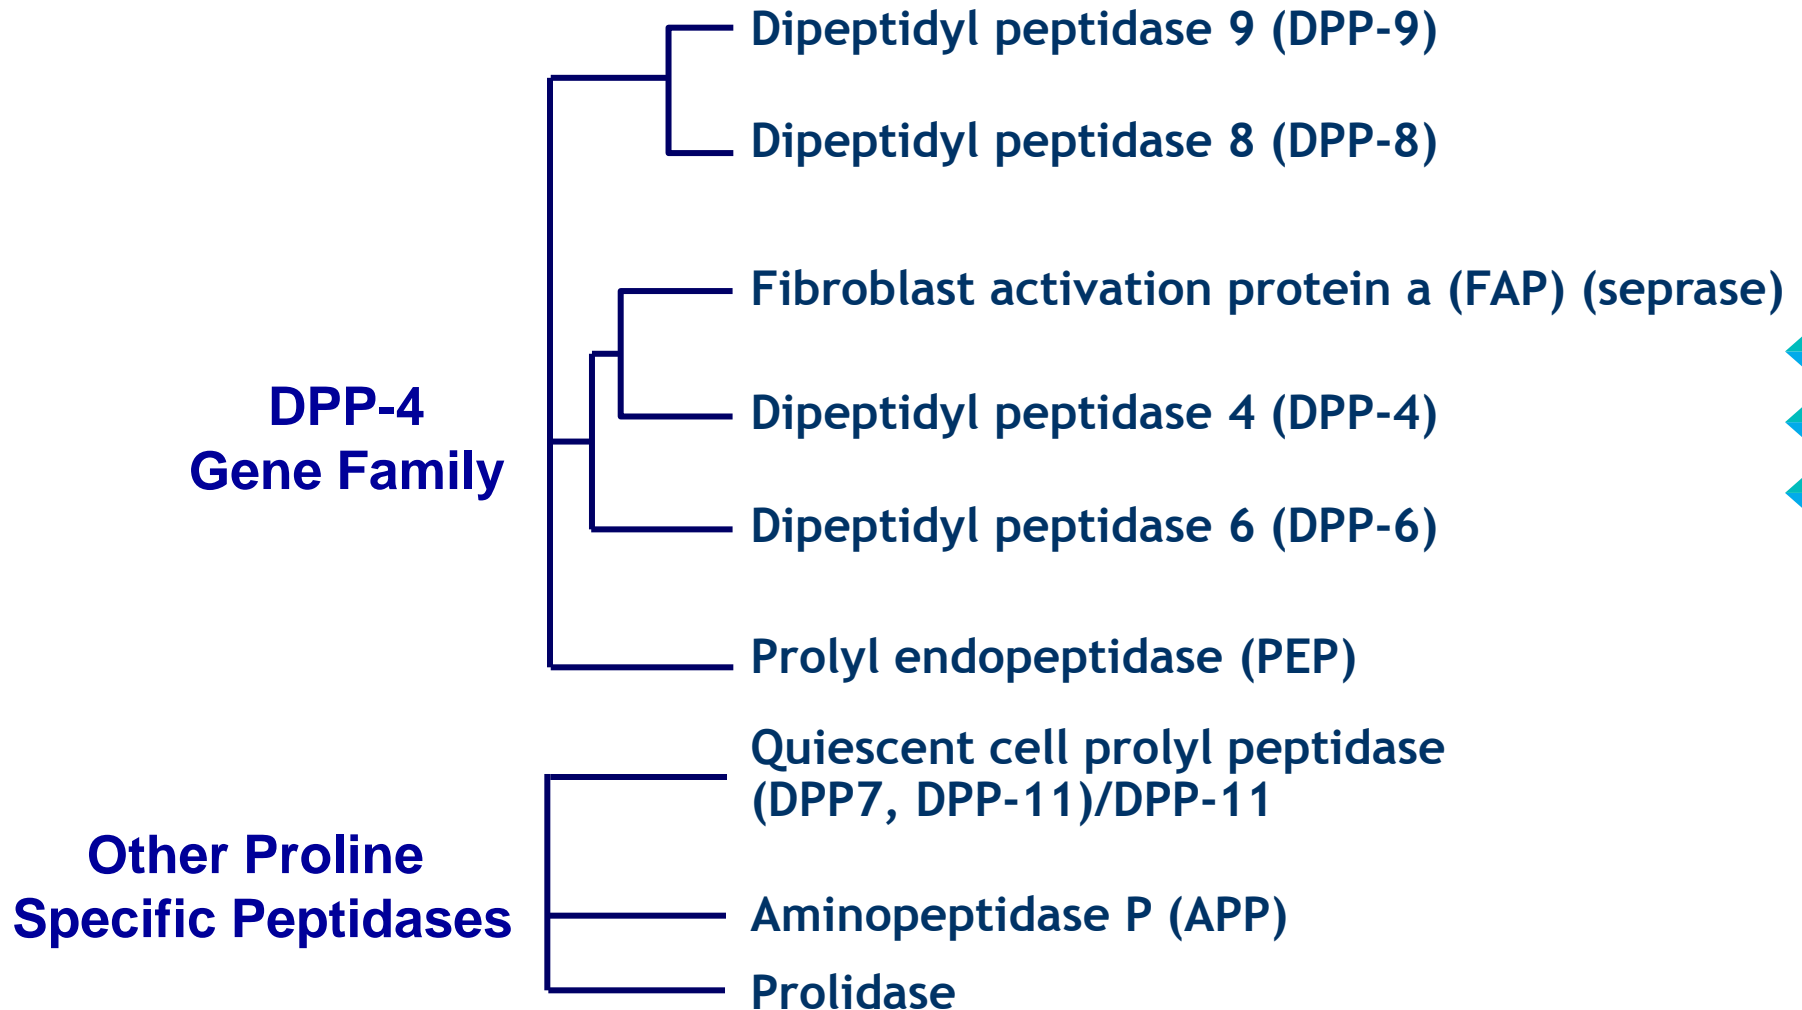 Dipeptidyl peptidase 9 (DPP-9)
Dipeptidyl peptidase 8 (DPP-8)
Fibroblast activation protein a (FAP) (seprase)
DPP-4
Gene Family
Dipeptidyl peptidase 4 (DPP-4)
Dipeptidyl peptidase 6 (DPP-6)
Prolyl endopeptidase (PEP)
Quiescent cell prolyl peptidase
(DPP7, DPP-11)/DPP-11
Other Proline
Specific Peptidases
Aminopeptidase P (APP)
Prolidase